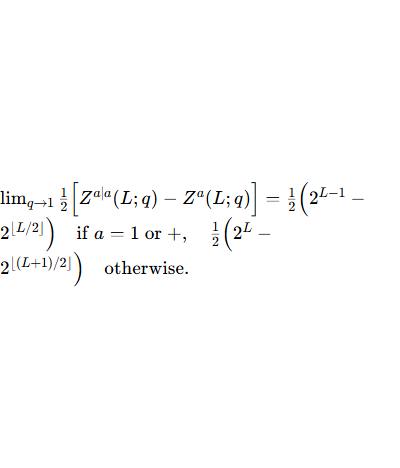 lim_{q→1} ½[Z^{a|a}(L; q) − Z^a(L; q)] = ½(2^{L−1} −
2^{⌊L/2⌋}) if a = 1 or +, ½(2^L −
2^{⌊(L+1)/2⌋}) otherwise.